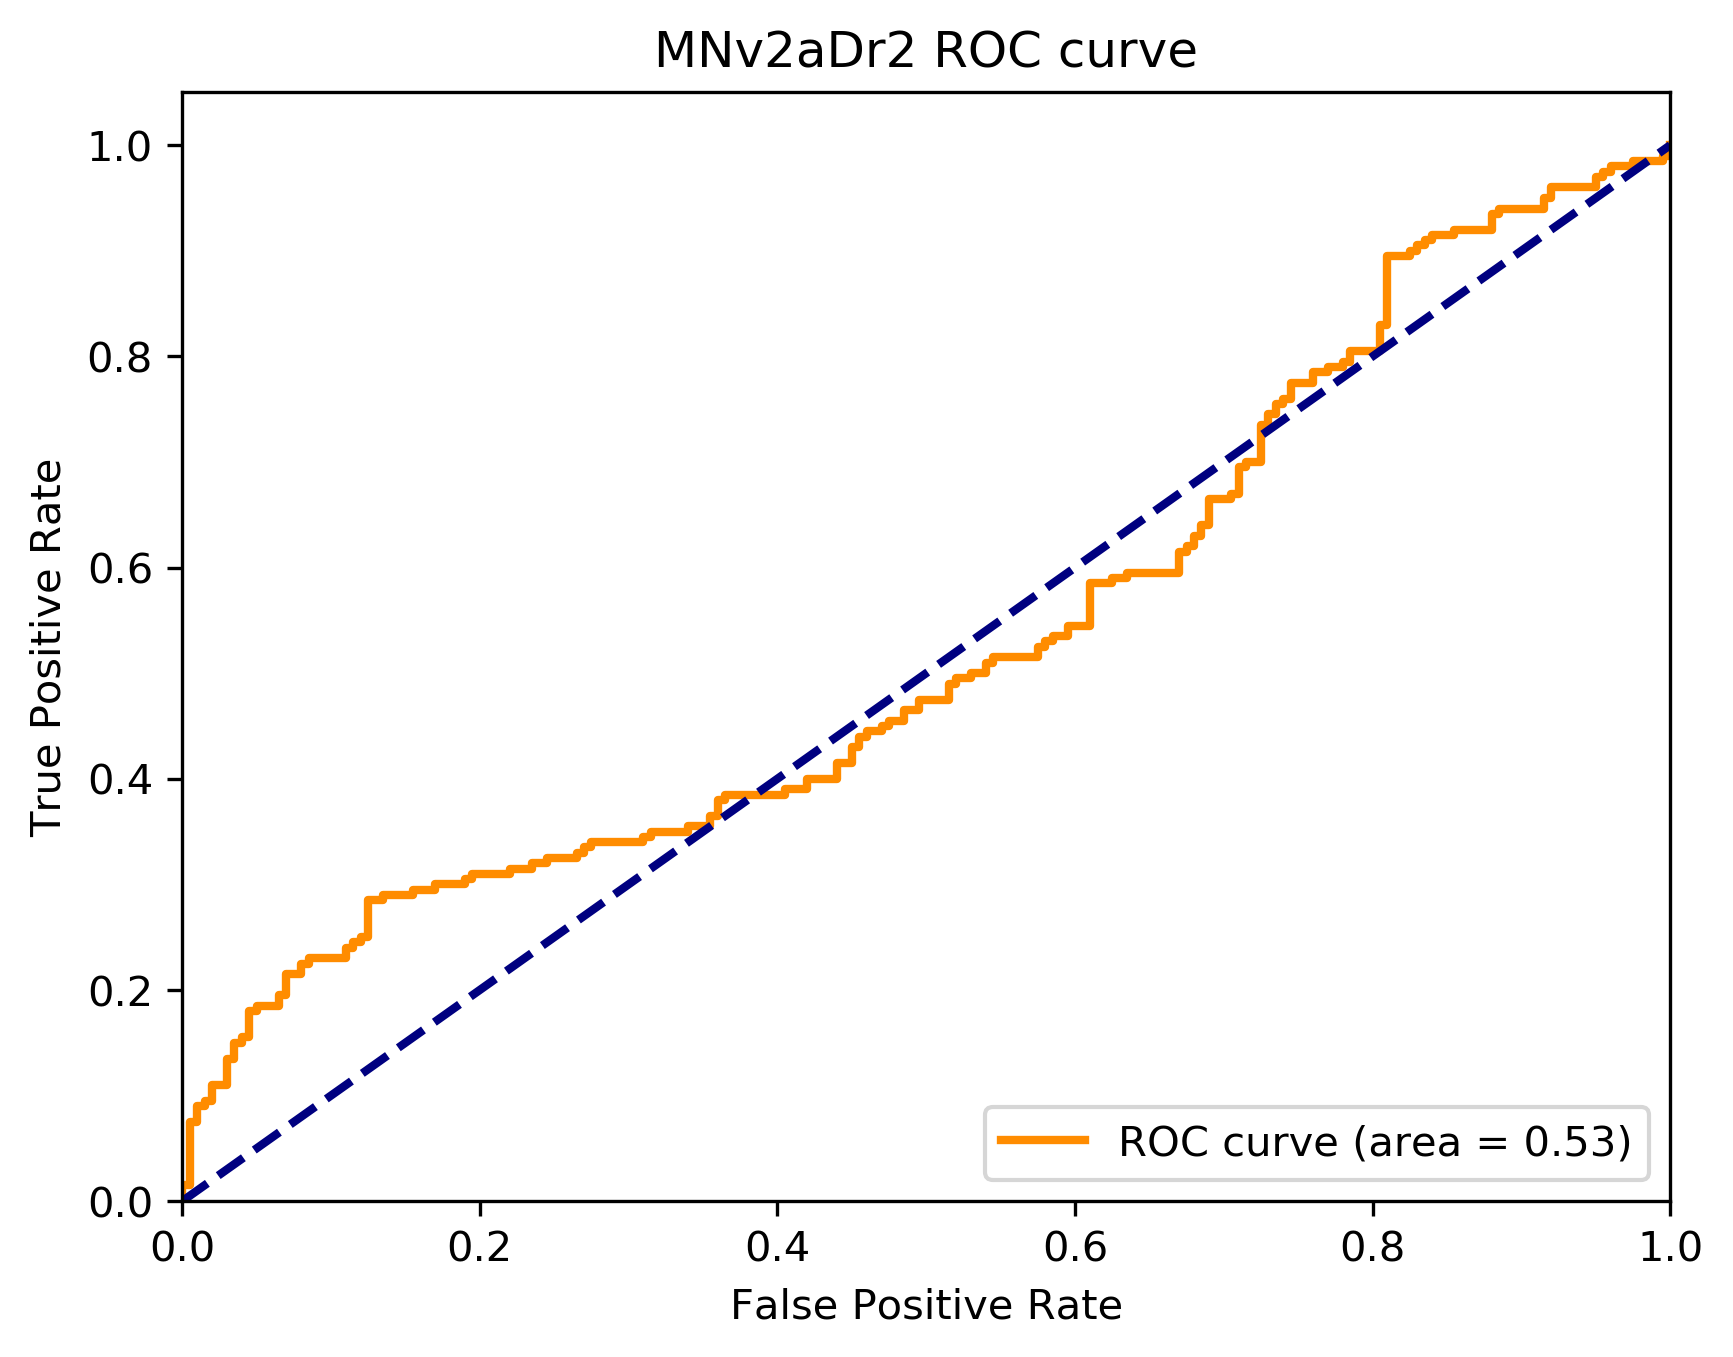 MNv2aDr2 ROC curve
1.0
0.8
0.6
0.4
0.2
0.0
True Positive Rate
ROC curve (area = 0.53)
0.0 0.2 0.4 0.6 0.8 1.0
False Positive Rate